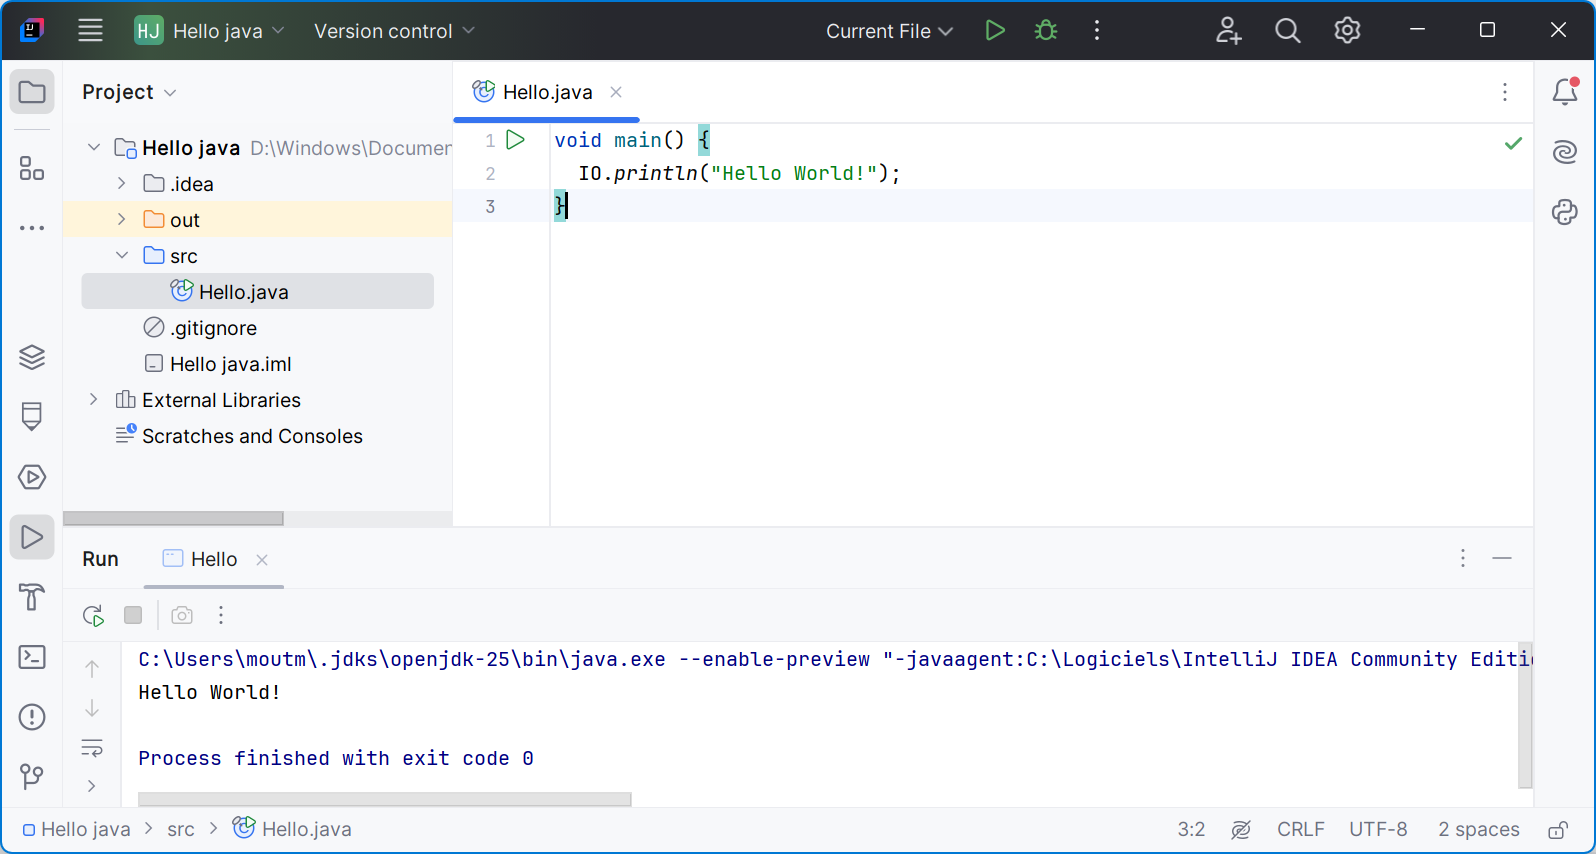 IJ HJ Hello java Version control Current File
Project
Hello java D:\Windows\Documen
.idea
out
src
Hello.java
.gitignore
Hello java.iml
External Libraries
Scratches and Consoles
Hello.java
1 void main() {
2 IO.println("Hello World!");
3 }
Run Hello
C:\Users\moutm\.jdks\openjdk-25\bin\java.exe --enable-preview "-javaagent:C:\Logiciels\IntelliJ IDEA Community Editio
Hello World!
Process finished with exit code 0
Hello java > src > Hello.java 3:2 CRLF UTF-8 2 spaces